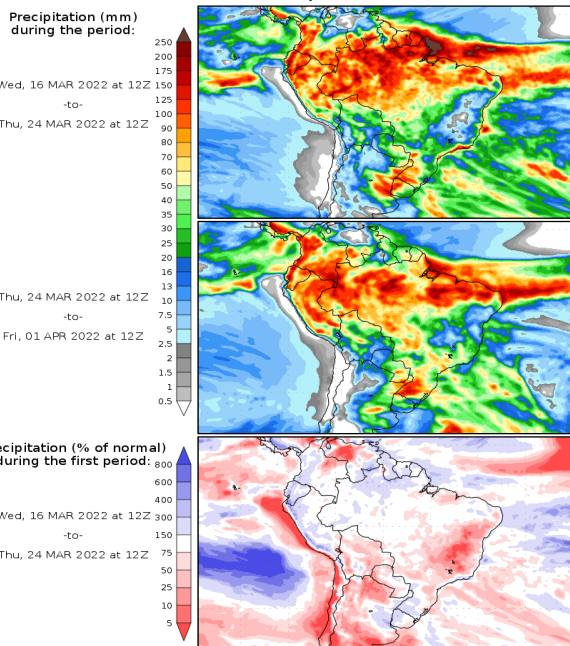 Precipitation (mm)
during the period:
Wed, 16 MAR 2022 at 12Z
-to-
Thu, 24 MAR 2022 at 12Z
250
200
175
150
125
100
90
80
70
60
50
40
35
30
25
20
16
13
10
7.5
5
2.5
2
1.5
1
0.5
Thu, 24 MAR 2022 at 12Z
-to-
Fri, 01 APR 2022 at 12Z
ecipitation (% of normal)
during the first period:
Wed, 16 MAR 2022 at 12Z
-to-
Thu, 24 MAR 2022 at 12Z
800
600
400
300
150
75
50
25
10
5